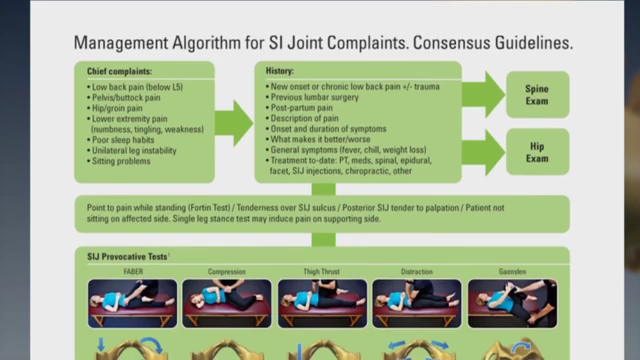 Management Algorithm for SI Joint Complaints. Consensus Guidelines.
Chief complaints:
• Low back pain (below L5)
• Pelvis/buttock pain
• Hip/groin pain
• Lower extremity pain
(numbness, tingling, weakness)
• Poor sleep habits
• Unilateral leg instability
• Sitting problems
History:
• New onset or chronic low back pain +/- trauma
• Previous lumbar surgery
• Post-partum pain
• Description of pain
• Onset and duration of symptoms
• What makes it better/worse
• General symptoms (fever, chill, weight loss)
• Treatment to-date: PT, meds, spinal, epidural,
facet, SIJ injections, chiropractic, other
Spine
Exam
Hip
Exam
Point to pain while standing (Fortin Test) / Tenderness over SIJ sulcus / Posterior SIJ tender to palpation / Patient not
sitting on affected side. Single leg stance test may induce pain on supporting side.
SIJ Provocative Tests¹
FABER
Compression
Thigh Thrust
Distraction
Gaenslen